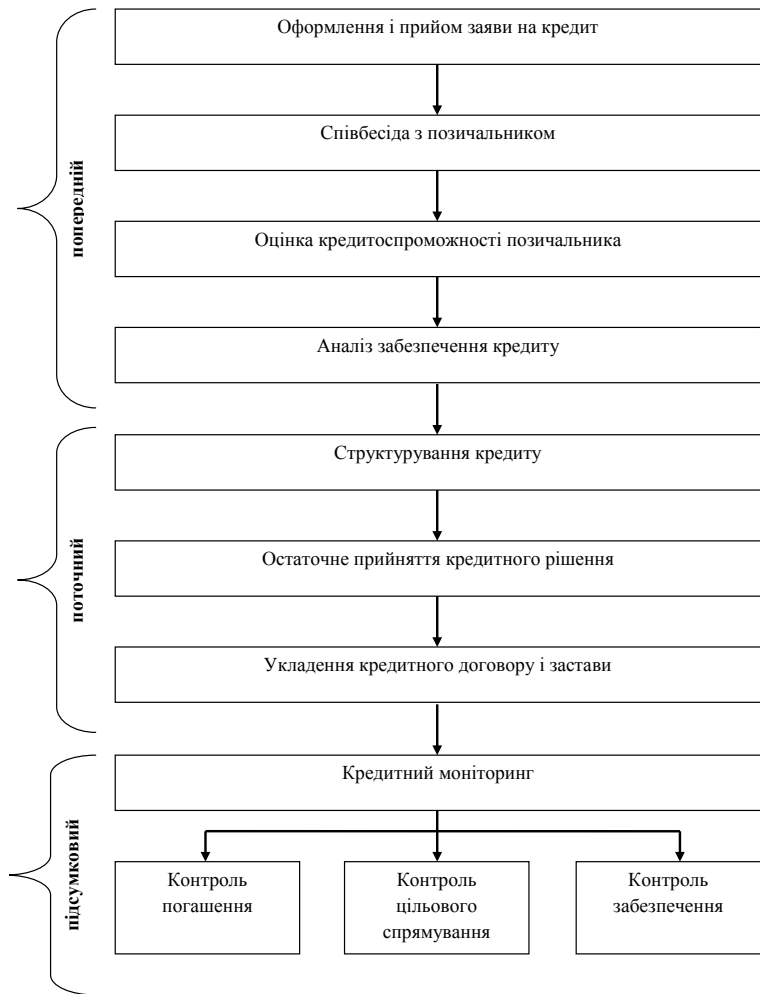 попередній
Оформлення і прийом заяви на кредит
Співбесіда з позичальником
Оцінка кредитоспроможності позичальника
Аналіз забезпечення кредиту
поточний
Структурування кредиту
Остаточне прийняття кредитного рішення
Укладення кредитного договору і застави
підсумковий
Кредитний моніторинг
Контроль
погашення
Контроль
цільового
спрямування
Контроль
забезпечення